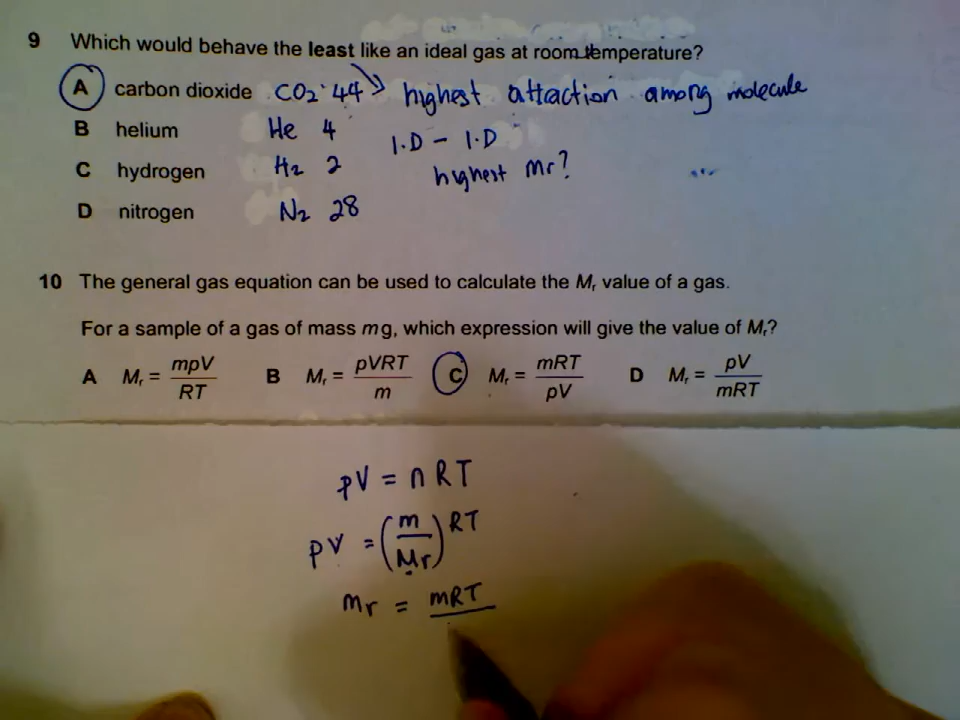 9 Which would behave the least like an ideal gas at room temperature?
A carbon dioxide CO2 44 > highest attraction among molecule
B helium He 4 I.D - I.D
C hydrogen H2 2 highest Mr?
D nitrogen N2 28
10 The general gas equation can be used to calculate the Mr value of a gas.
For a sample of a gas of mass m g, which expression will give the value of Mr?
A Mr = mpV/RT B Mr = pVRT/m C Mr = mRT/pV D Mr = pV/mRT
PV = nRT
PV = (m/Mr) RT
Mr = mRT